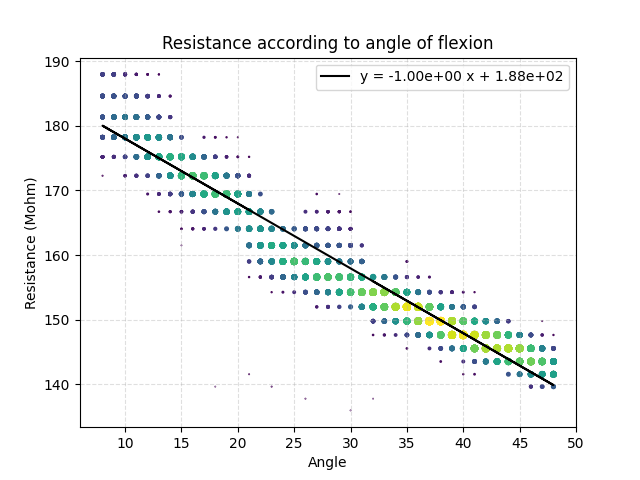 Resistance according to angle of flexion
y = -1.00e+00 x + 1.88e+02
190
180
170
160
150
140
Resistance (Mohm)
10 15 20 25 30 35 40 45 50
Angle